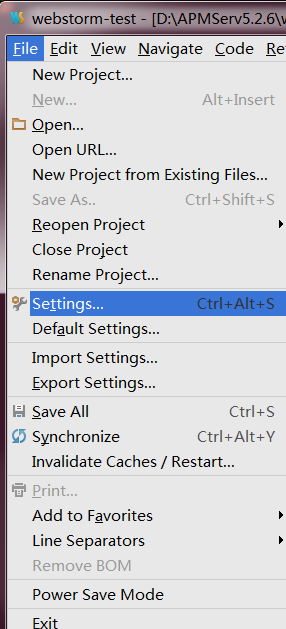 webstorm-test - [D:\APMServ5.2.6\
File Edit View Navigate Code Re
New Project...
New... Alt+Insert
Open...
Open URL...
New Project from Existing Files...
Save As.. Ctrl+Shift+S
Reopen Project
Close Project
Rename Project...
Settings... Ctrl+Alt+S
Default Settings...
Import Settings...
Export Settings...
Save All Ctrl+S
Synchronize Ctrl+Alt+Y
Invalidate Caches / Restart...
Print...
Add to Favorites
Line Separators
Remove BOM
Power Save Mode
Exit